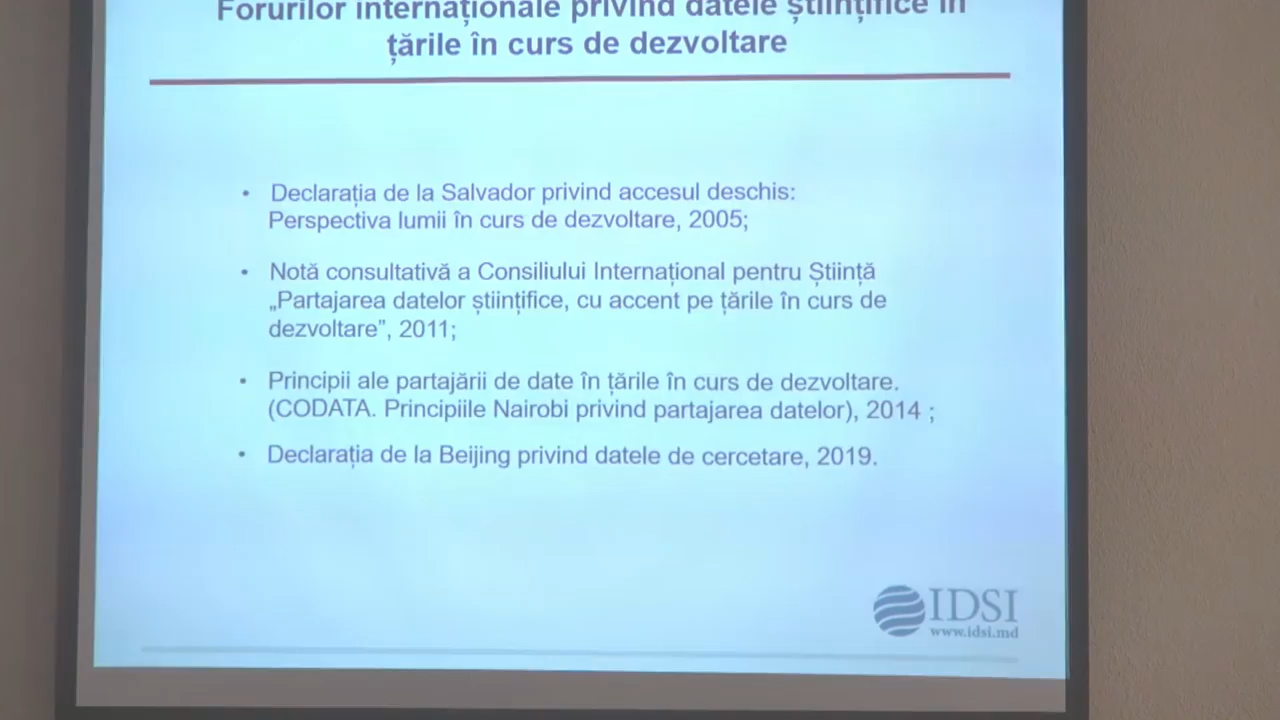 Forurilor internaționale privind datele științifice în
țările în curs de dezvoltare
• Declarația de la Salvador privind accesul deschis:
Perspectiva lumii în curs de dezvoltare, 2005;
• Notă consultativă a Consiliului Internațional pentru Știință
„Partajarea datelor științifice, cu accent pe țările în curs de
dezvoltare”, 2011;
• Principii ale partajării de date în țările în curs de dezvoltare.
(CODATA. Principiile Nairobi privind partajarea datelor), 2014 ;
• Declarația de la Beijing privind datele de cercetare, 2019.
IDSI
www.idsi.md